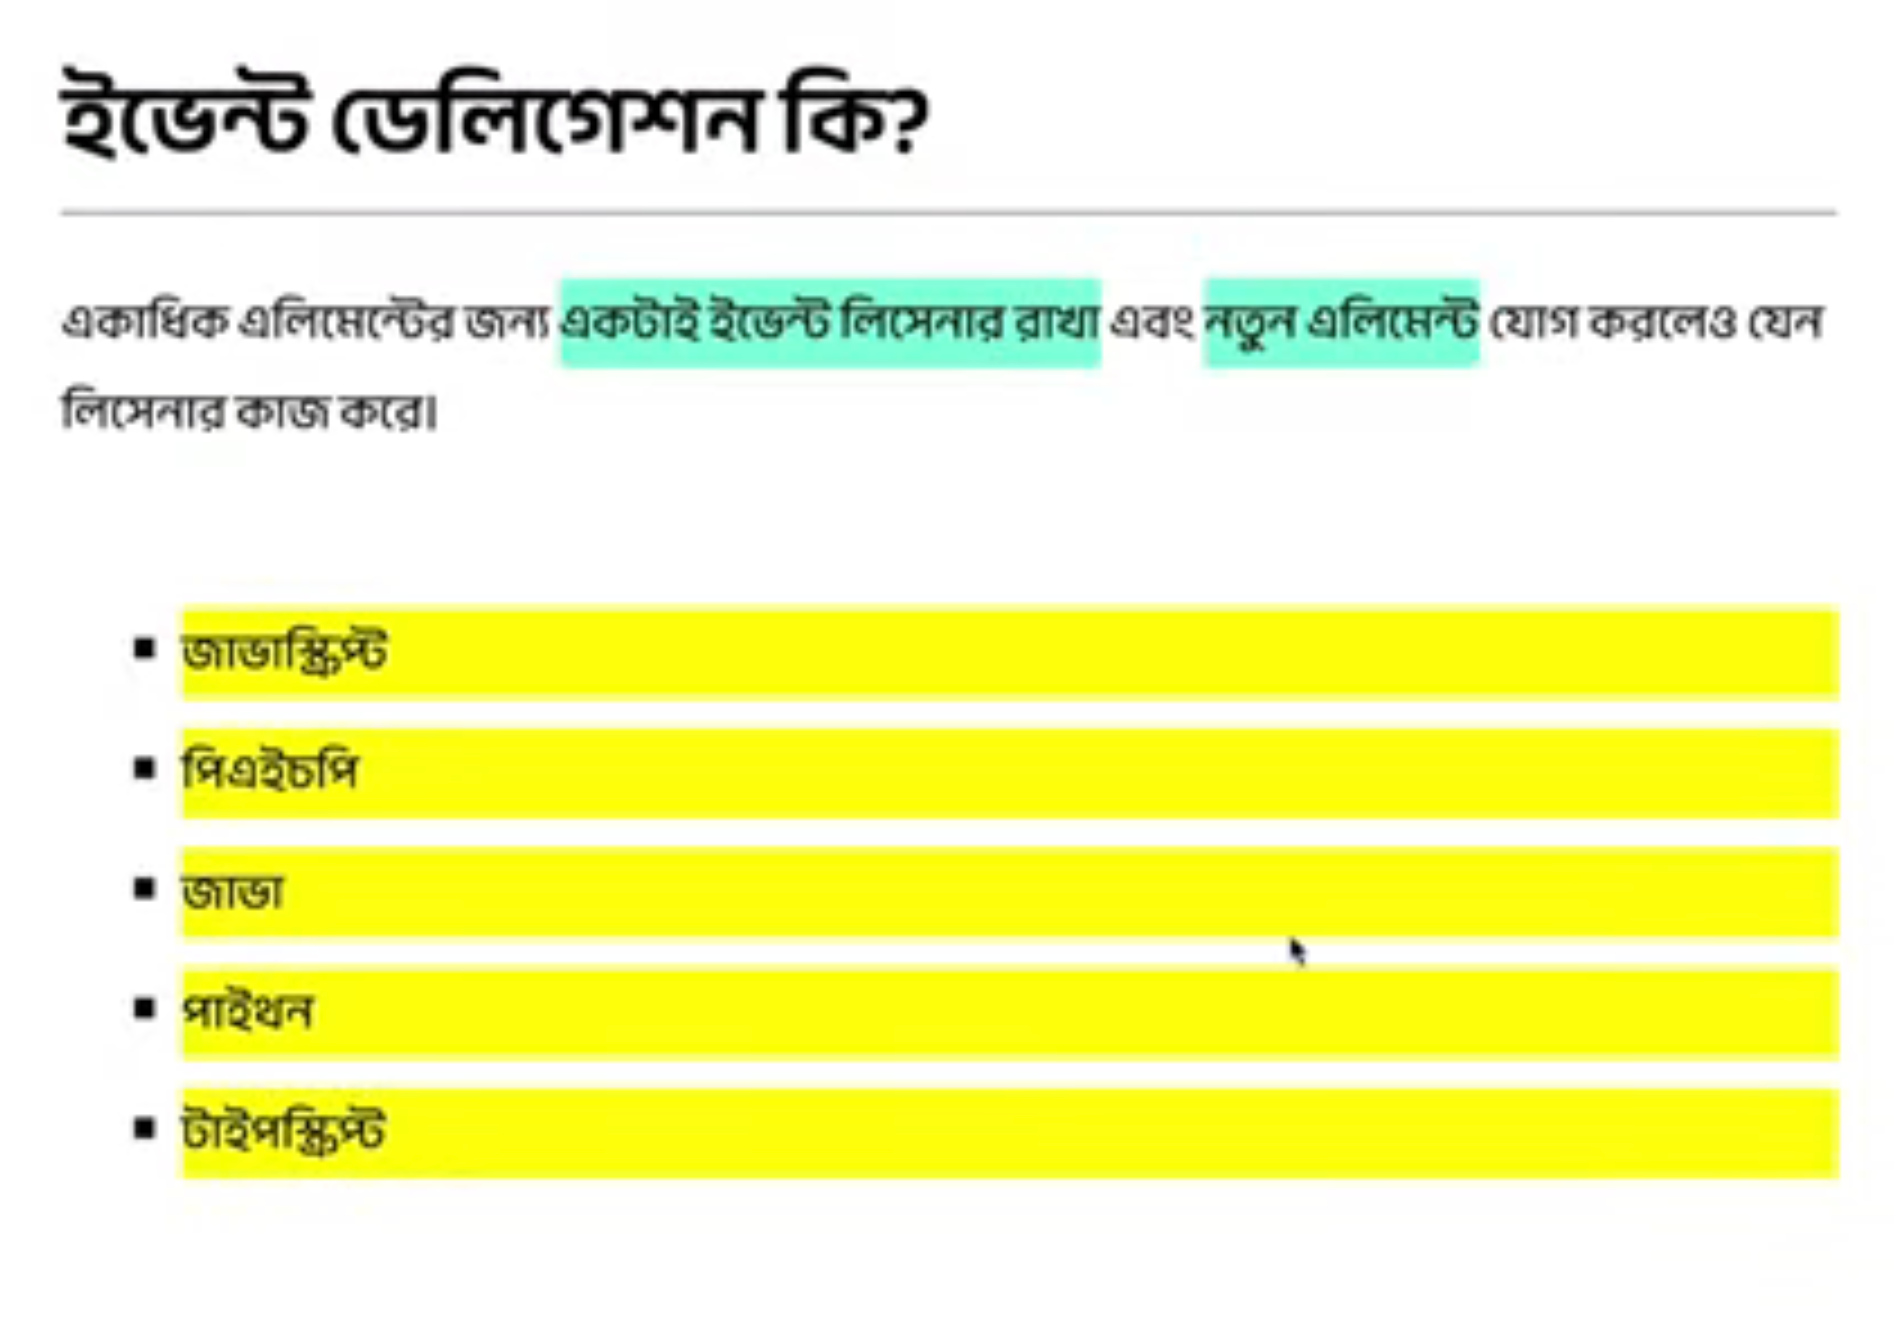 ইভেন্ট ডেলিগেশন কি?
একাধিক এলিমেন্টের জন্য একটাই ইভেন্ট লিসেনার রাখা এবং নতুন এলিমেন্ট যোগ করলেও যেন
লিসেনার কাজ করে।
জাভাস্ক্রিপ্ট
পিএইচপি
জাভা
পাইথন
টাইপস্ক্রিপ্ট